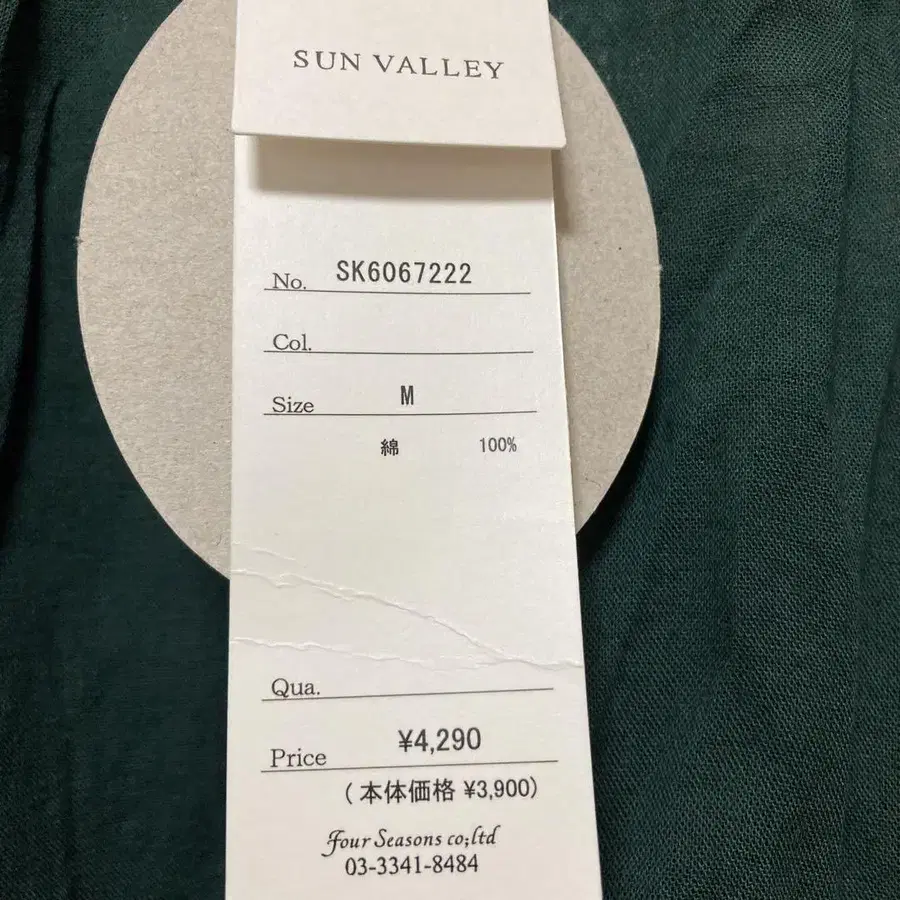 SUN VALLEY
No. SK6067222
Col.
Size M
綿 100%
Qua.
Price ¥4,290
(本体価格 ¥3,900)
Four Seasons co;ltd
03-3341-8484